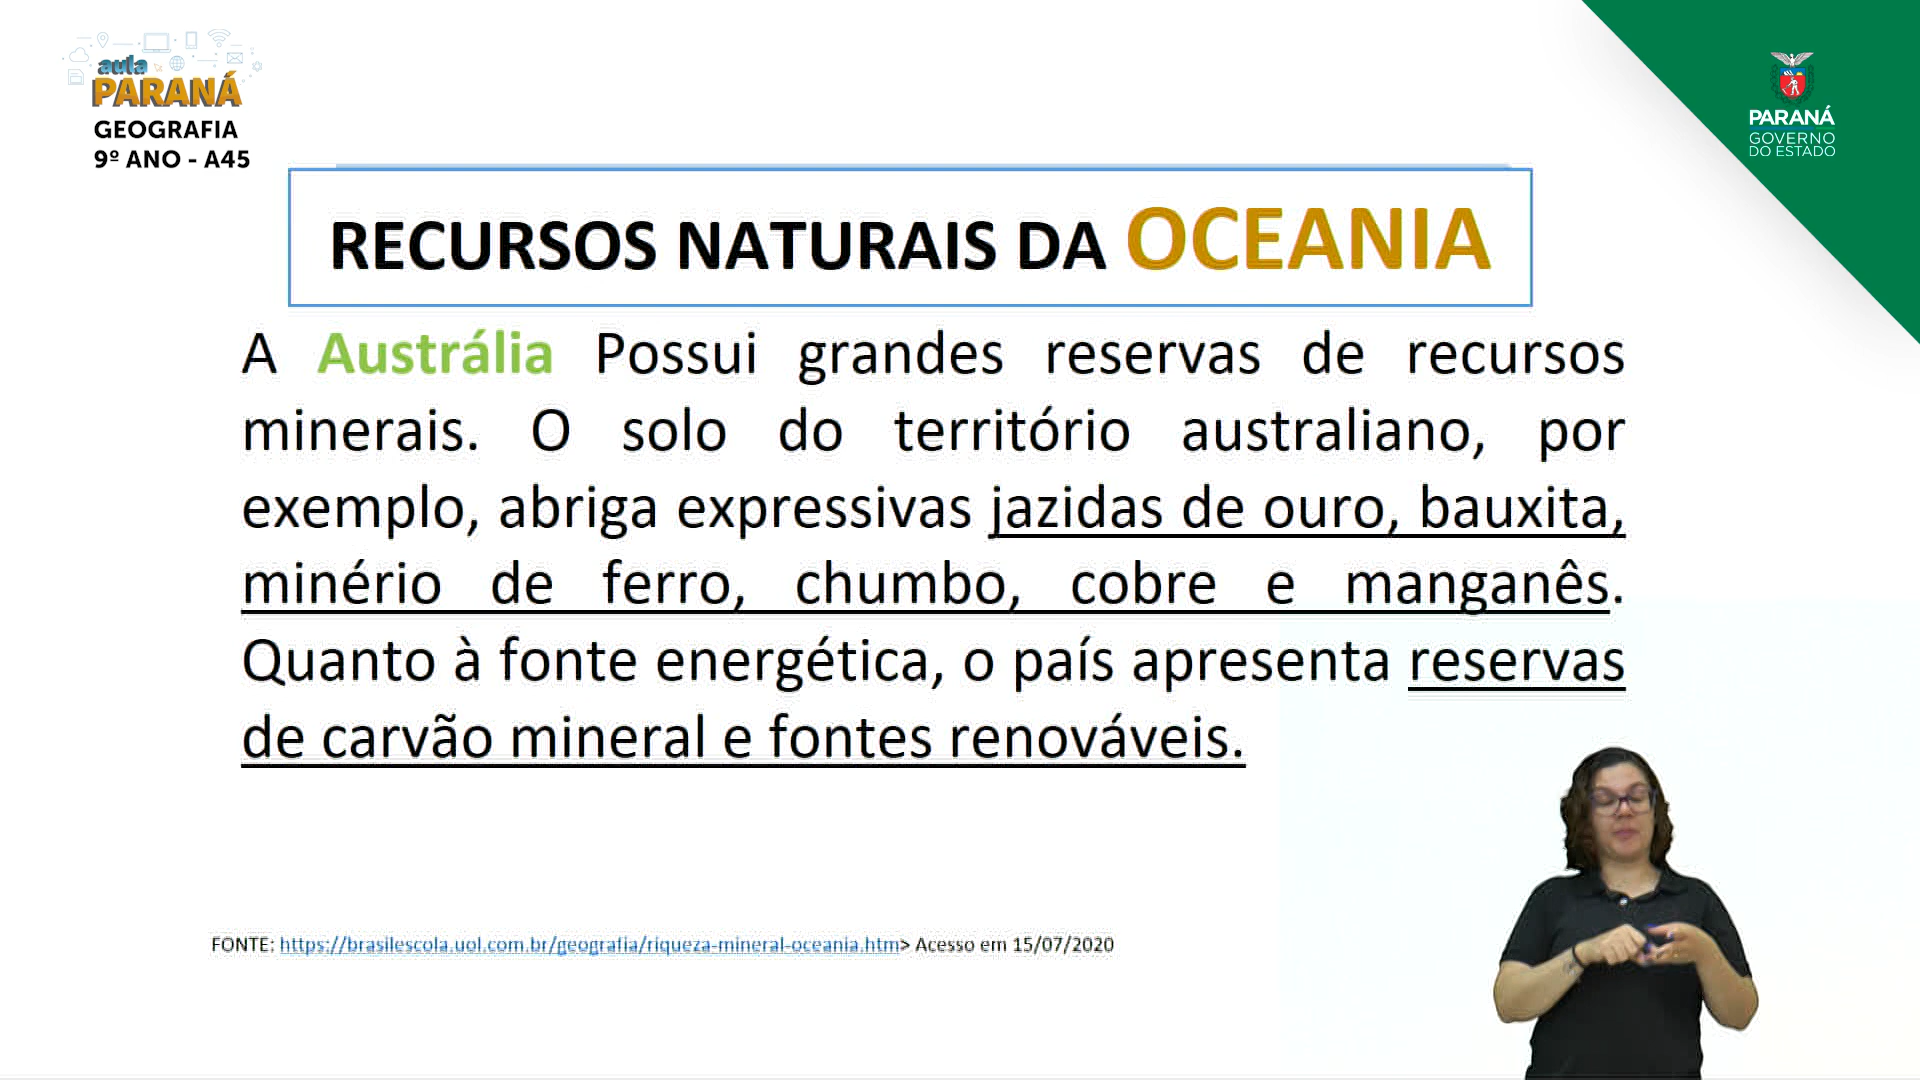 aula
PARANÁ
GEOGRAFIA
9º ANO - A45
PARANÁ
GOVERNO
DO ESTADO
RECURSOS NATURAIS DA OCEANIA
A Austrália Possui grandes reservas de recursos
minerais. O solo do território australiano, por
exemplo, abriga expressivas jazidas de ouro, bauxita,
minério de ferro, chumbo, cobre e manganês.
Quanto à fonte energética, o país apresenta reservas
de carvão mineral e fontes renováveis.
FONTE: https://brasilescola.uol.com.br/geografia/riqueza-mineral-oceania.htm> Acesso em 15/07/2020